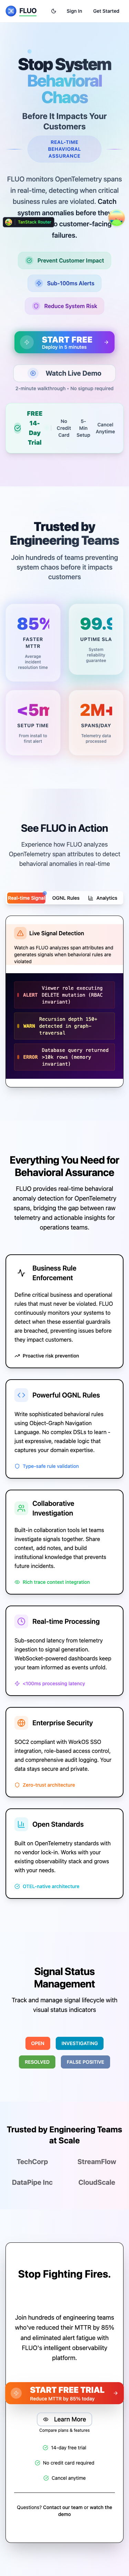 FLUO
Sign In
Get Started
Stop System
Behavioral
Chaos
Before It Impacts Your
Customers
REAL-TIME
BEHAVIORAL
ASSURANCE
FLUO monitors OpenTelemetry spans
in real-time, detection when critical
business rules are violated. Catch
system anomalies before they
TanStack Router
customer-facing
failures.
Prevent Customer Impact
Sub-100ms Alerts
Reduce System Risk
START FREE
Deploy in 5 minutes
Watch Live Demo
2-minute walkthrough • No signup required
FREE
14-
Day
Trial
No
Credit
Card
5-
Min
Setup
Cancel
Anytime
Trusted by
Engineering Teams
Join hundreds of teams preventing
system chaos before it impacts
customers
85%
FASTER
MTTR
Average
incident
resolution time
99.9
UPTIME SLA
System
reliability
guarantee
<5m
SETUP TIME
From install to
first alert
2M+
SPANS/DAY
Telemetry data
processed
See FLUO in Action
Experience how FLUO analyzes
OpenTelemetry span attributes to detect
behavioral anomalies in real-time
Real-time Signals
OGNL Rules
Analytics
Live Signal Detection
Watch as FLUO analyzes span attributes and
generates signals when behavioral rules are
violated
ALERT
Viewer role executing
DELETE mutation (RBAC
invariant)
WARN
Recursion depth 150+
detected in graph-
traversal
ERROR
Database query returned
>10k rows (memory
invariant)
Everything You Need for
Behavioral Assurance
FLUO provides real-time behavioral
anomaly detection for OpenTelemetry
spans, bridging the gap between raw
telemetry and actionable insights for
operations teams.
Business Rule
Enforcement
Define critical business and operational
rules that must never be violated. FLUO
continuously monitors your systems to
detect when these essential guardrails
are breached, preventing issues before
they impact customers.
Proactive risk prevention
Powerful OGNL Rules
Write sophisticated behavioral rules
using Object-Graph Navigation
Language. No complex DSLs to learn -
just expressive, readable logic that
captures your domain expertise.
Type-safe rule validation
Collaborative
Investigation
Built-in collaboration tools let teams
investigate signals together. Share
context, add notes, and build
institutional knowledge that prevents
future incidents.
Rich trace context integration
Real-time Processing
Sub-second latency from telemetry
ingestion to signal generation.
WebSocket-powered dashboards keep
your team informed as events unfold.
<100ms processing latency
Enterprise Security
SOC2 compliant with WorkOS SSO
integration, role-based access control,
and comprehensive audit logging. Your
data stays secure and private.
Zero-trust architecture
Open Standards
Built on OpenTelemetry standards with
no vendor lock-in. Works with your
existing observability stack and grows
with your needs.
OTEL-native architecture
Signal Status
Management
Track and manage signal lifecycle with
visual status indicators
OPEN
INVESTIGATING
RESOLVED
FALSE POSITIVE
Trusted by Engineering Teams
at Scale
TechCorp
StreamFlow
DataPipe Inc
CloudScale
Stop Fighting Fires.
Join hundreds of engineering teams
who've reduced their MTTR by 85%
and eliminated alert fatigue with
FLUO's intelligent observability
platform.
START FREE TRIAL
Reduce MTTR by 85% today
Learn More
Compare plans & features
14-day free trial
No credit card required
Cancel anytime
Questions? Contact our team or watch the
demo